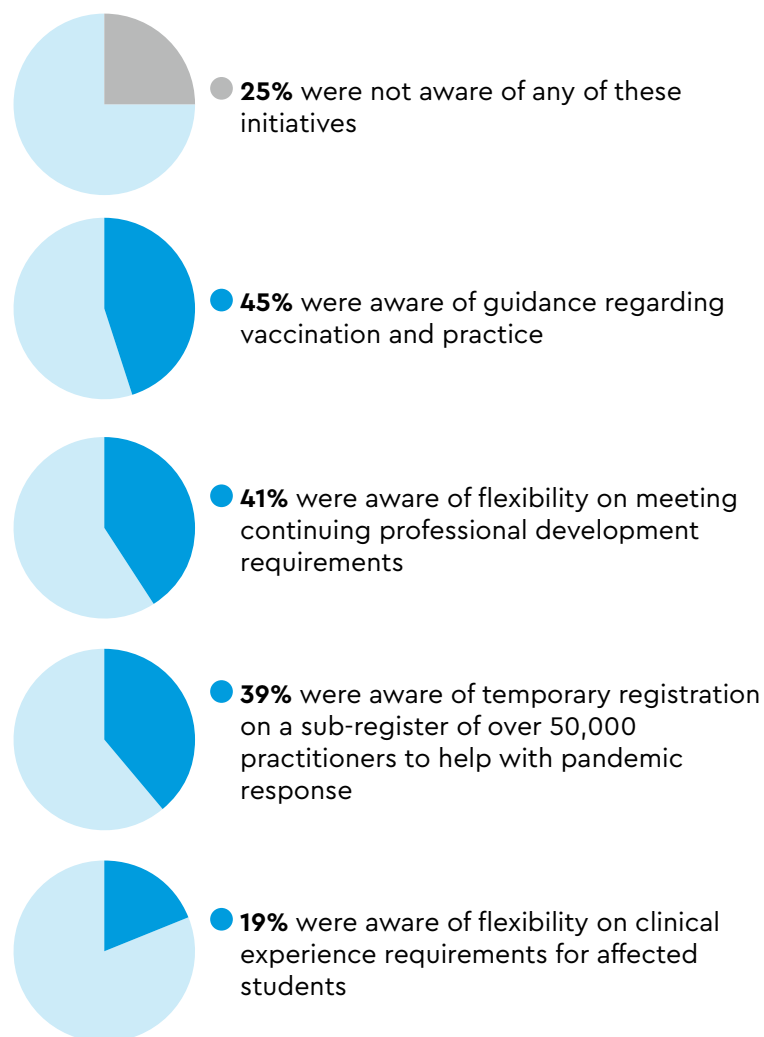 25% were not aware of any of these
initiatives
45% were aware of guidance regarding
vaccination and practice
41% were aware of flexibility on meeting
continuing professional development
requirements
39% were aware of temporary registration
on a sub-register of over 50,000
practitioners to help with pandemic
response
19% were aware of flexibility on clinical
experience requirements for affected
students